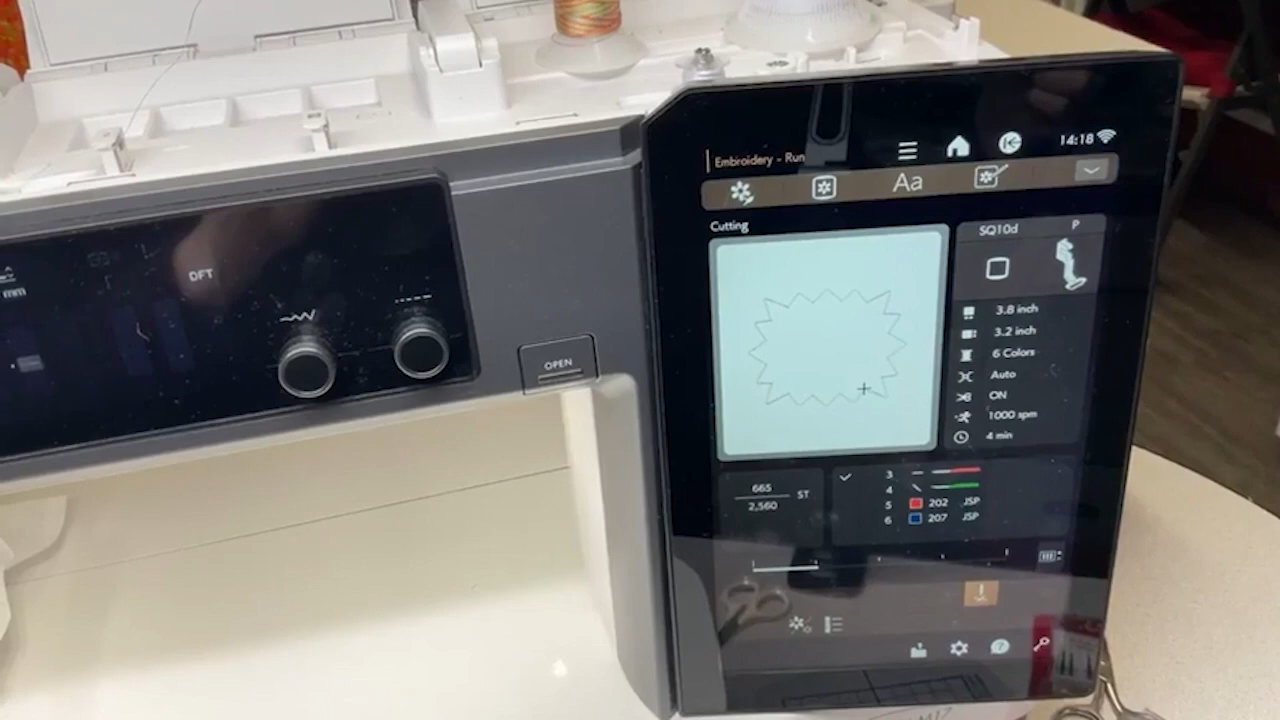 14:18
Embroidery - Run
Aa
Cutting
SQ10d P
3.8 inch
3.2 inch
6 Colors
Auto
ON
1000 spm
4 min
665
2,560
ST
3
4
5 202 JSP
6 207 JSP
mm
DFT
OPEN